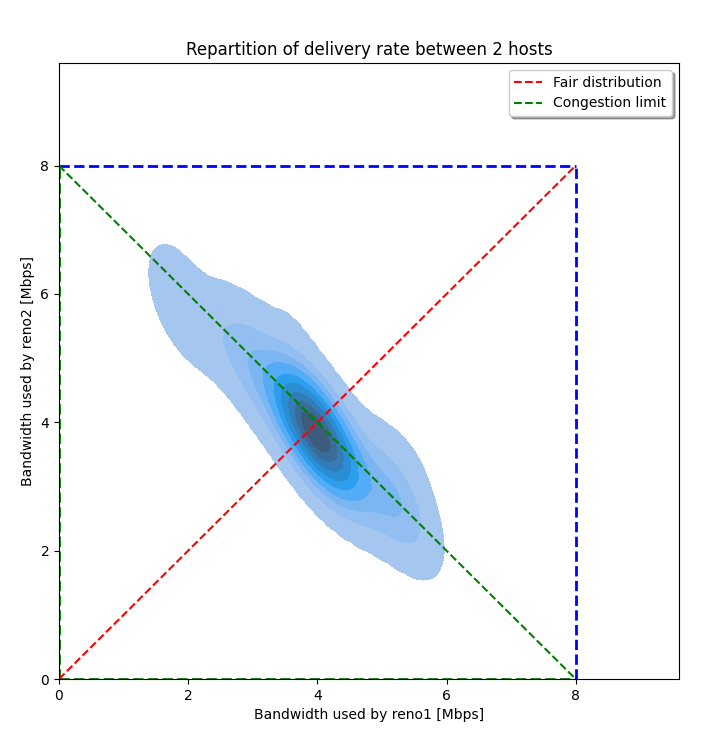 Repartition of delivery rate between 2 hosts
Fair distribution
Congestion limit
8
6
4
2
0
Bandwidth used by reno2 [Mbps]
0 2 4 6 8
Bandwidth used by reno1 [Mbps]